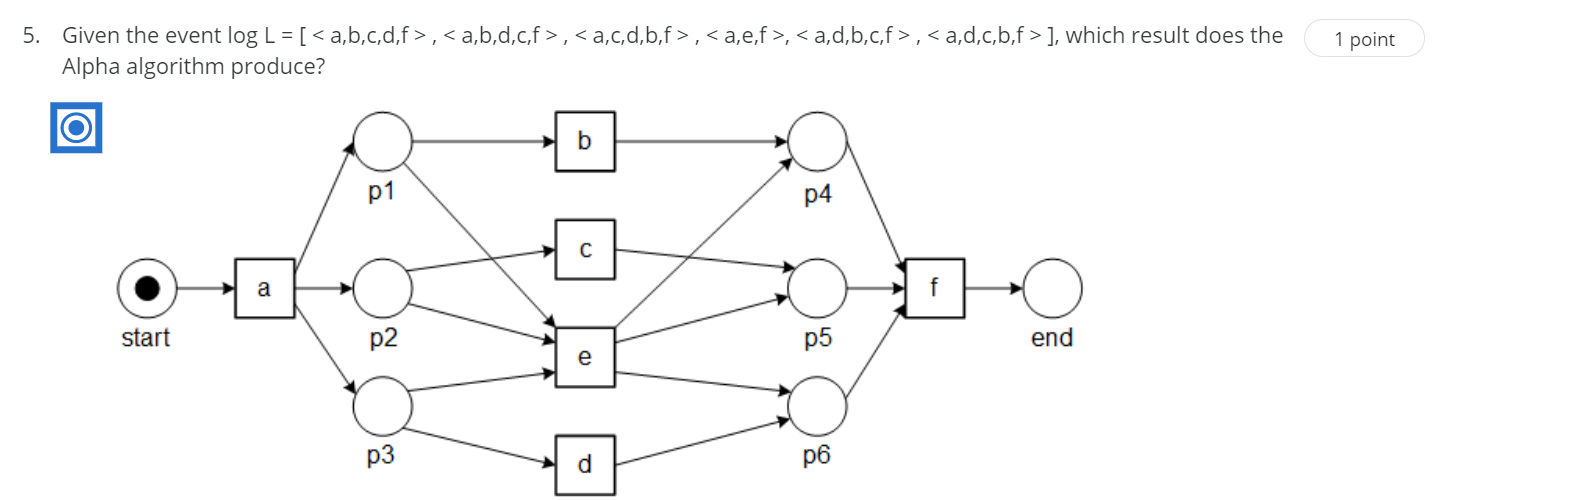 5. Given the event log L = [ < a,b,c,d,f > , < a,b,d,c,f > , < a,c,d,b,f > , < a,e,f >, < a,d,b,c,f > , < a,d,c,b,f > ], which result does the
1 point
Alpha algorithm produce?
b
p1
p4
c
a
f
start
p2
p5
end
e
p3
p6
d